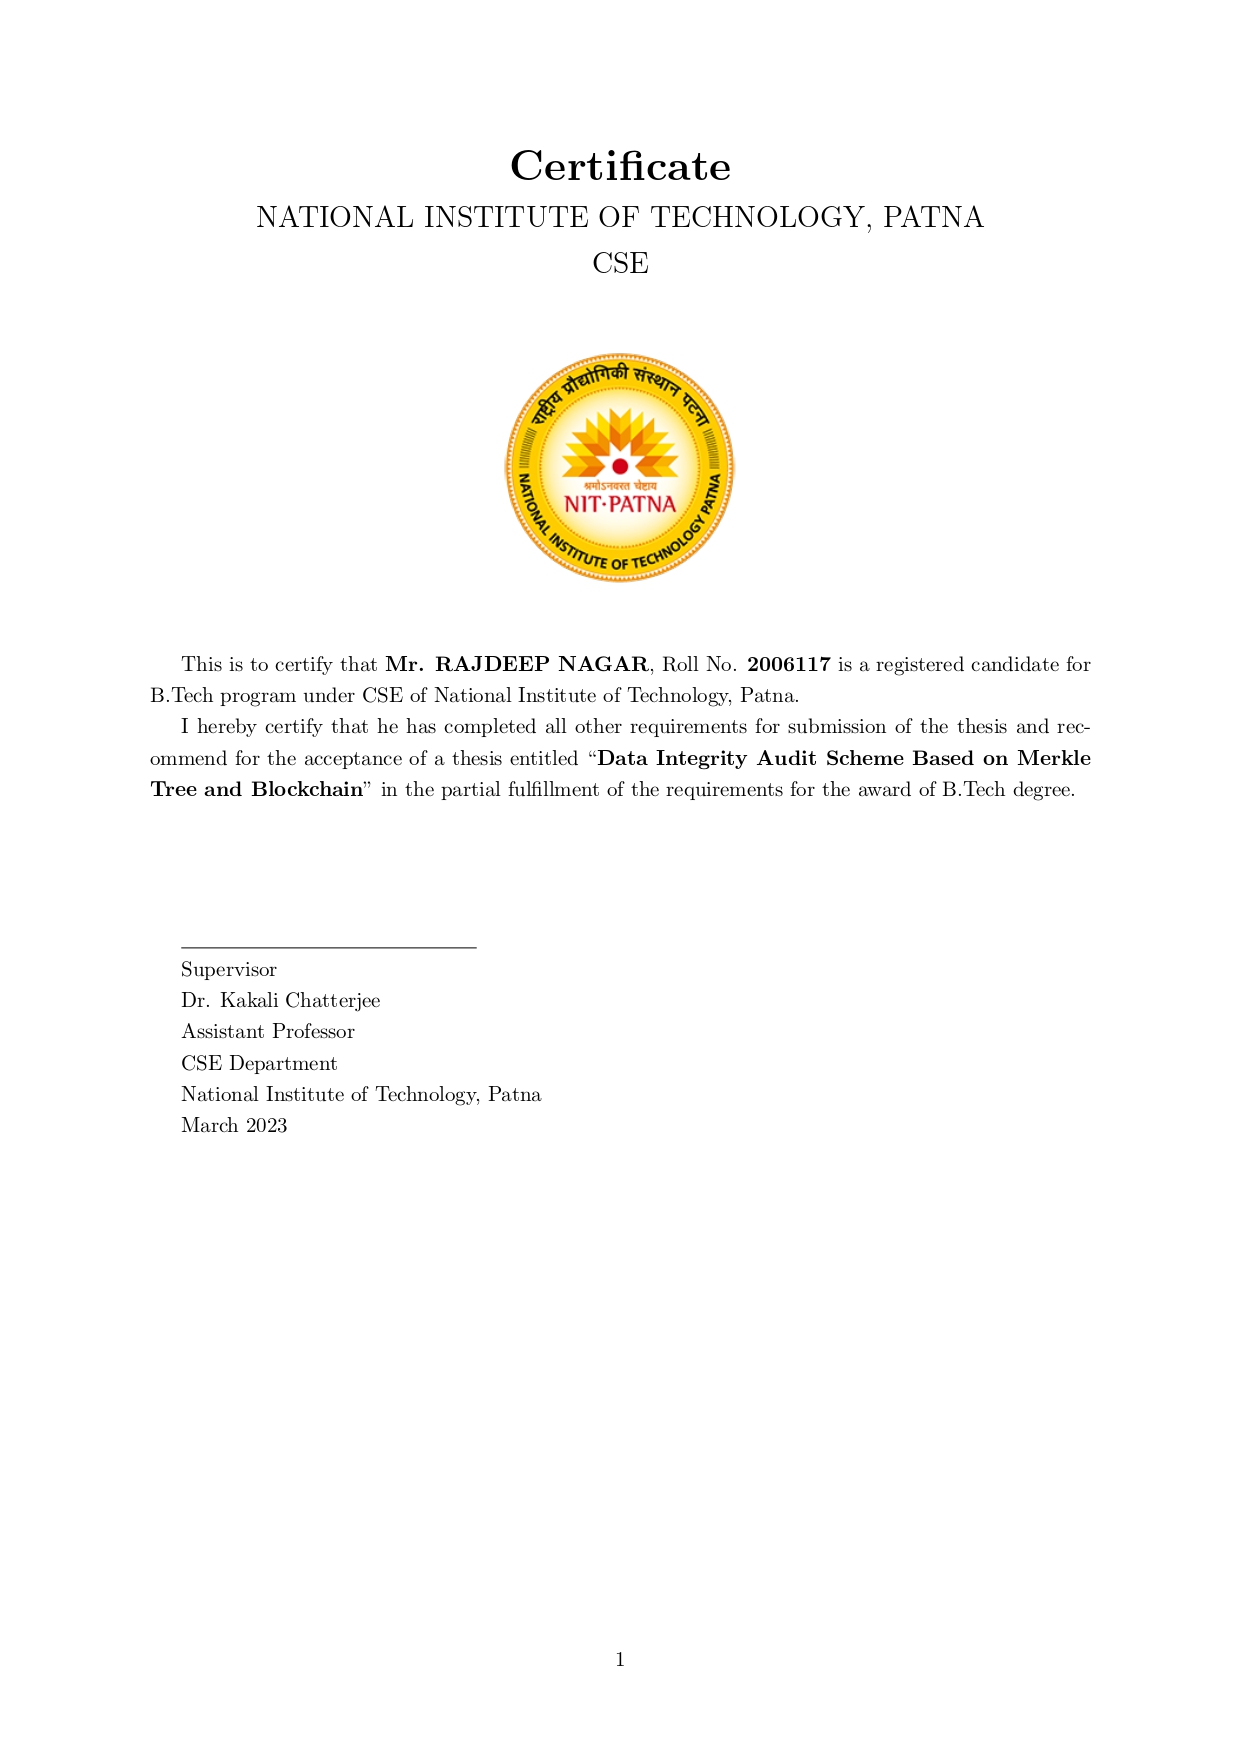 Certificate
NATIONAL INSTITUTE OF TECHNOLOGY, PATNA
CSE
राष्ट्रीय प्रौद्योगिकी संस्थान पटना
श्रमोऽनवरत चेष्टाय
NIT·PATNA
NATIONAL INSTITUTE OF TECHNOLOGY PATNA
This is to certify that Mr. RAJDEEP NAGAR, Roll No. 2006117 is a registered candidate for
B.Tech program under CSE of National Institute of Technology, Patna.
I hereby certify that he has completed all other requirements for submission of the thesis and rec-
ommend for the acceptance of a thesis entitled “Data Integrity Audit Scheme Based on Merkle
Tree and Blockchain” in the partial fulfillment of the requirements for the award of B.Tech degree.
Supervisor
Dr. Kakali Chatterjee
Assistant Professor
CSE Department
National Institute of Technology, Patna
March 2023
1